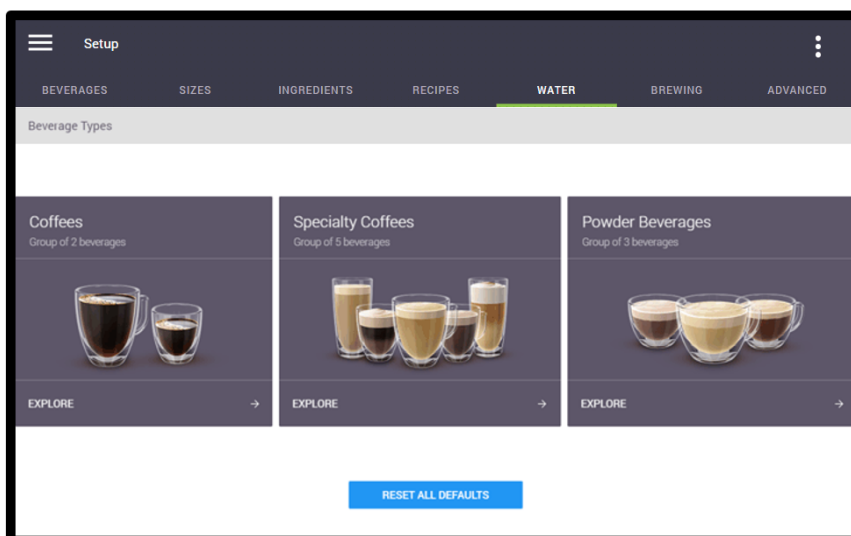 Setup
BEVERAGES SIZES INGREDIENTS RECIPES WATER BREWING ADVANCED
Beverage Types
Coffees
Group of 2 beverages
EXPLORE
Specialty Coffees
Group of 5 beverages
EXPLORE
Powder Beverages
Group of 3 beverages
EXPLORE
RESET ALL DEFAULTS